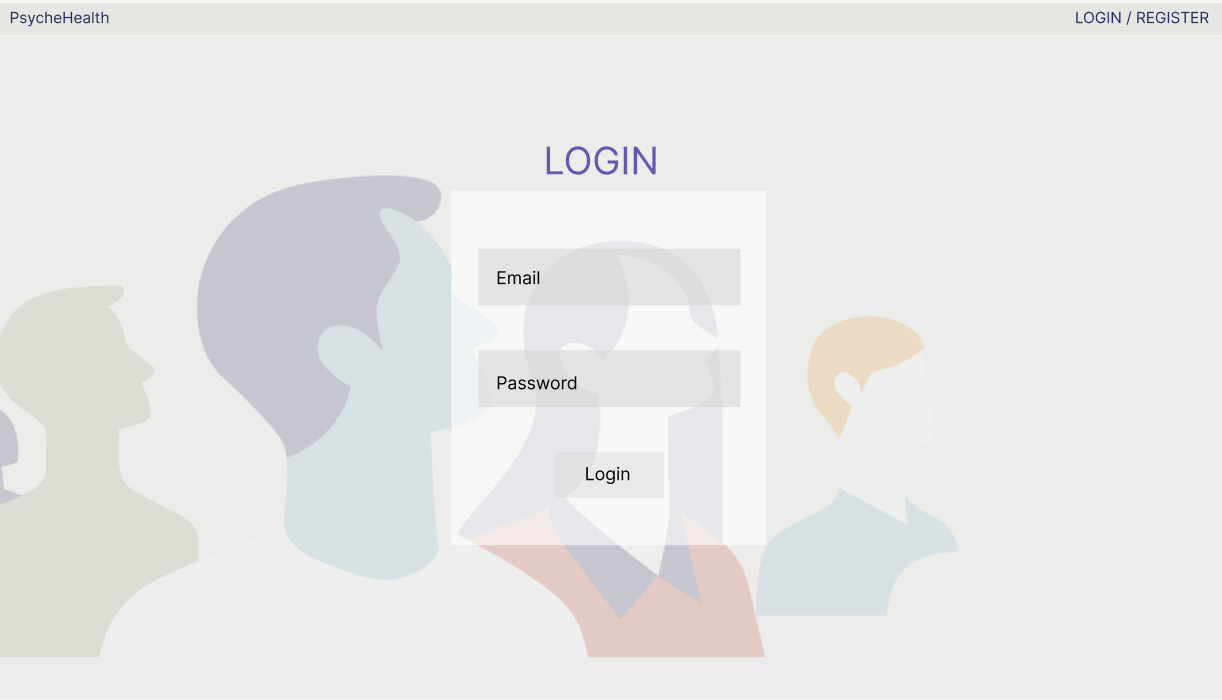 PsycheHealth
LOGIN / REGISTER
LOGIN
Email
Password
Login